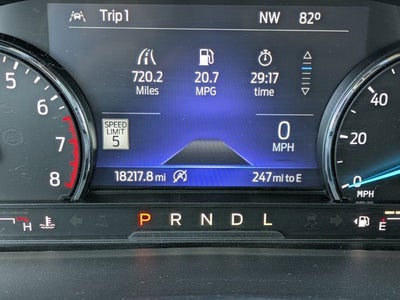 Trip 1 NW 82°
720.2 20.7 29:17
Miles MPG time
SPEED
LIMIT
5
0
MPH
18217.8 mi 247 mi to E
6
7
8
40
20
0
MPH
H P R N D L E